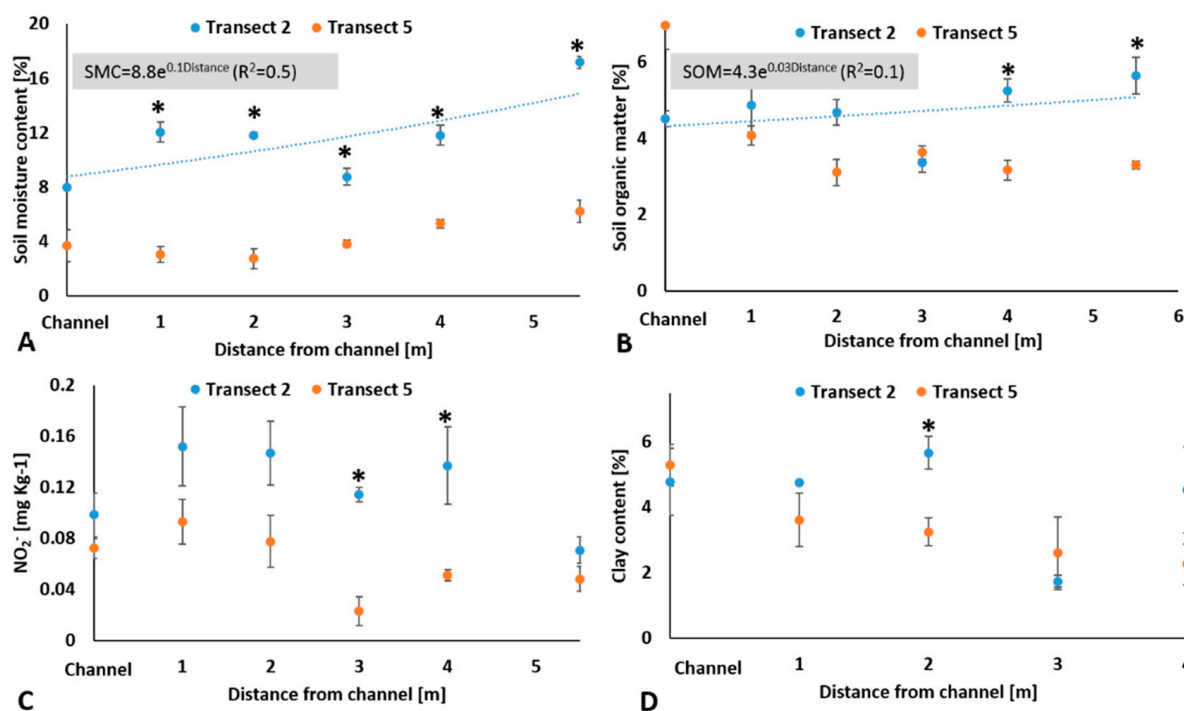 Transect 2 Transect 5
SMC=8.8e^0.1Distance (R²=0.5)
Soil moisture content [%]
20
16
12
8
4
0
* * * * *
Channel 1 2 3 4 5
Distance from channel [m]
A
Transect 2 Transect 5
SOM=4.3e^0.03Distance (R²=0.1)
Soil organic matter [%]
6
4
2
0
* *
Channel 1 2 3 4 5 6
Distance from channel [m]
B
Transect 2 Transect 5
NO₂⁻ [mg Kg-1]
0.2
0.16
0.12
0.08
0.04
0
* *
Channel 1 2 3 4 5
Distance from channel [m]
C
Transect 2 Transect 5
Clay content [%]
6
4
2
0
*
Channel 1 2 3 4
Distance from channel [m]
D